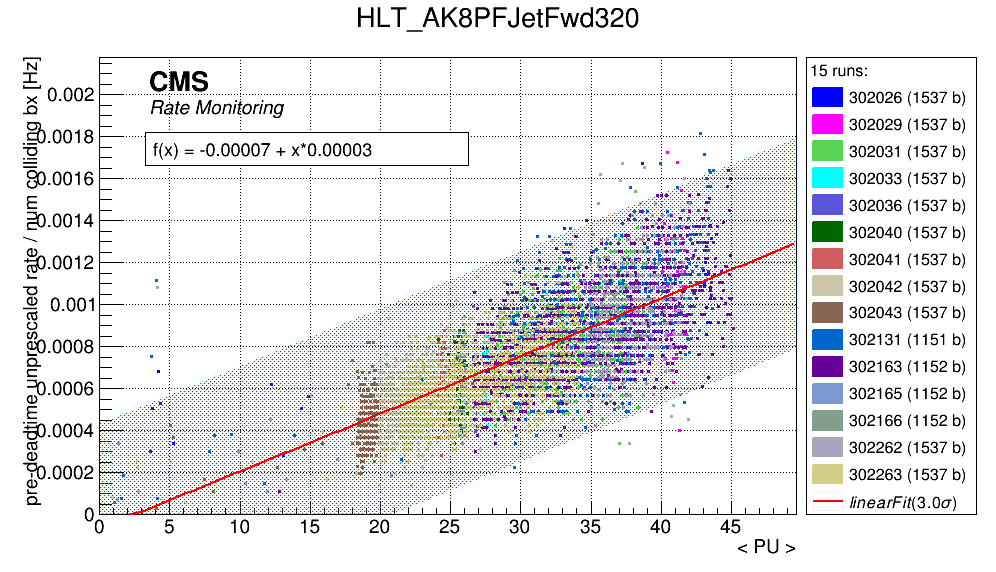 HLT_AK8PFJetFwd320
pre-deadtime unprescaled rate / num colliding bx [Hz]
CMS
Rate Monitoring
f(x) = -0.00007 + x*0.00003
0.002
0.0018
0.0016
0.0014
0.0012
0.001
0.0008
0.0006
0.0004
0.0002
0
0 5 10 15 20 25 30 35 40 45
< PU >
15 runs:
302026 (1537 b)
302029 (1537 b)
302031 (1537 b)
302033 (1537 b)
302036 (1537 b)
302040 (1537 b)
302041 (1537 b)
302042 (1537 b)
302043 (1537 b)
302131 (1151 b)
302163 (1152 b)
302165 (1152 b)
302166 (1152 b)
302262 (1537 b)
302263 (1537 b)
linearFit(3.0σ)